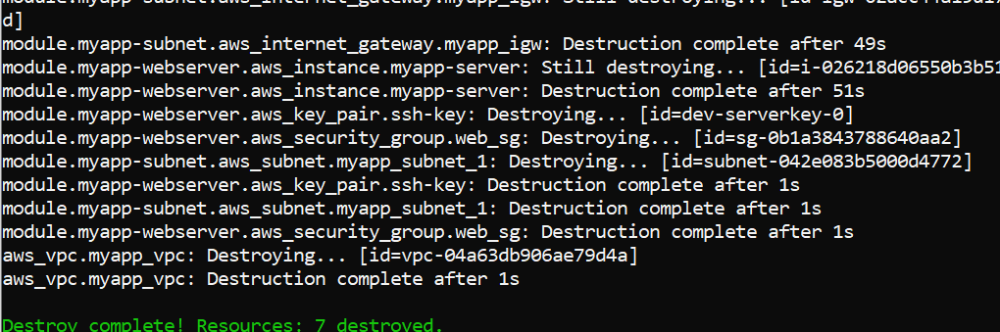 module.myapp-subnet.aws_internet_gateway.myapp_igw: Still destroying... [id=igw-
d]
module.myapp-subnet.aws_internet_gateway.myapp_igw: Destruction complete after 49s
module.myapp-webserver.aws_instance.myapp-server: Still destroying... [id=i-026218d06550b3b51
module.myapp-webserver.aws_instance.myapp-server: Destruction complete after 51s
module.myapp-webserver.aws_key_pair.ssh-key: Destroying... [id=dev-serverkey-0]
module.myapp-webserver.aws_security_group.web_sg: Destroying... [id=sg-0b1a3843788640aa2]
module.myapp-subnet.aws_subnet.myapp_subnet_1: Destroying... [id=subnet-042e083b5000d4772]
module.myapp-webserver.aws_key_pair.ssh-key: Destruction complete after 1s
module.myapp-subnet.aws_subnet.myapp_subnet_1: Destruction complete after 1s
module.myapp-webserver.aws_security_group.web_sg: Destruction complete after 1s
aws_vpc.myapp_vpc: Destroying... [id=vpc-04a63db906ae79d4a]
aws_vpc.myapp_vpc: Destruction complete after 1s
Destroy complete! Resources: 7 destroyed.